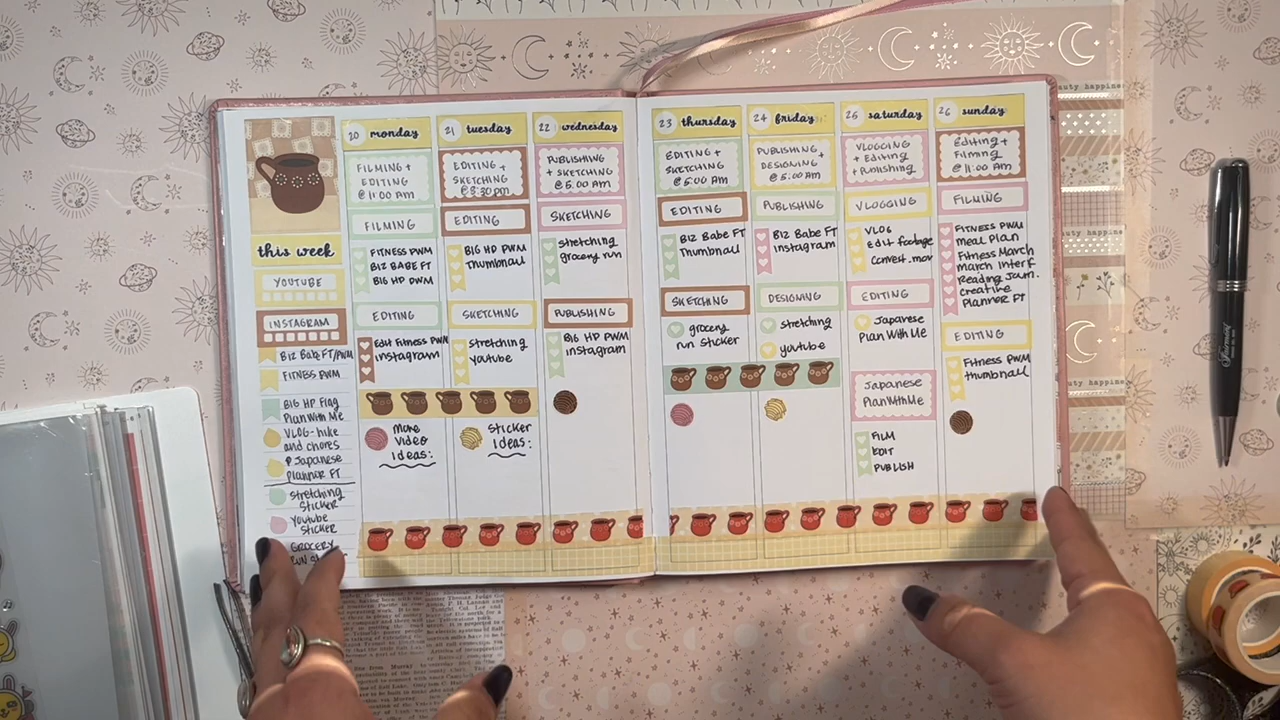 this week
YOUTUBE
INSTAGRAM
Biz Babe FT/PWM
FITNESS PWM
BIG HP Flag
Plan With Me
VLOG-hike
and chores
Japanese
Planner FT
stretching
sticker
Youtube
sticker
GROCERY
20 monday
FILMING +
EDITING
@ 11:00 AM
FILMING
FITNESS PWM
BIZ BABE FT
BIG HP PWM
EDITING
Edit Fitness PWM
instagram
more
video
ideas:
21 tuesday
EDITING +
SKETCHING
@ 3:30 pm
EDITING
BIG HP PWM
Thumbnail
SKETCHING
stretching
youtube
sticker
ideas:
22 wednesday
PUBLISHING
+ SKETCHING
@ 5:00 AM
SKETCHING
stretching
grocery run
PUBLISHING
BIG HP PWM
instagram
23 thursday
EDITING +
SKETCHING
@ 5:00 AM
EDITING
BIZ Babe FT
Thumbnail
SKETCHING
grocery
run sticker
24 friday
PUBLISHING +
DESIGNING
@ 5:00 AM
PUBLISHING
BIZ Babe FT
instagram
DESIGNING
stretching
youtube
25 saturday
VLOGGING
+ Editing
+ Publishing
VLOGGING
VLOG
Edit footage
Convert .mov
EDITING
Japanese
Plan With Me
Japanese
Plan With Me
FILM
EDIT
PUBLISH
26 sunday
Editing +
Filming
@ 11:00 AM
FILMING
FITNESS PWM
meal Plan
Fitness March
March Interf
Reading Journ.
creative
Planner FT
EDITING
Fitness PWM
thumbnail